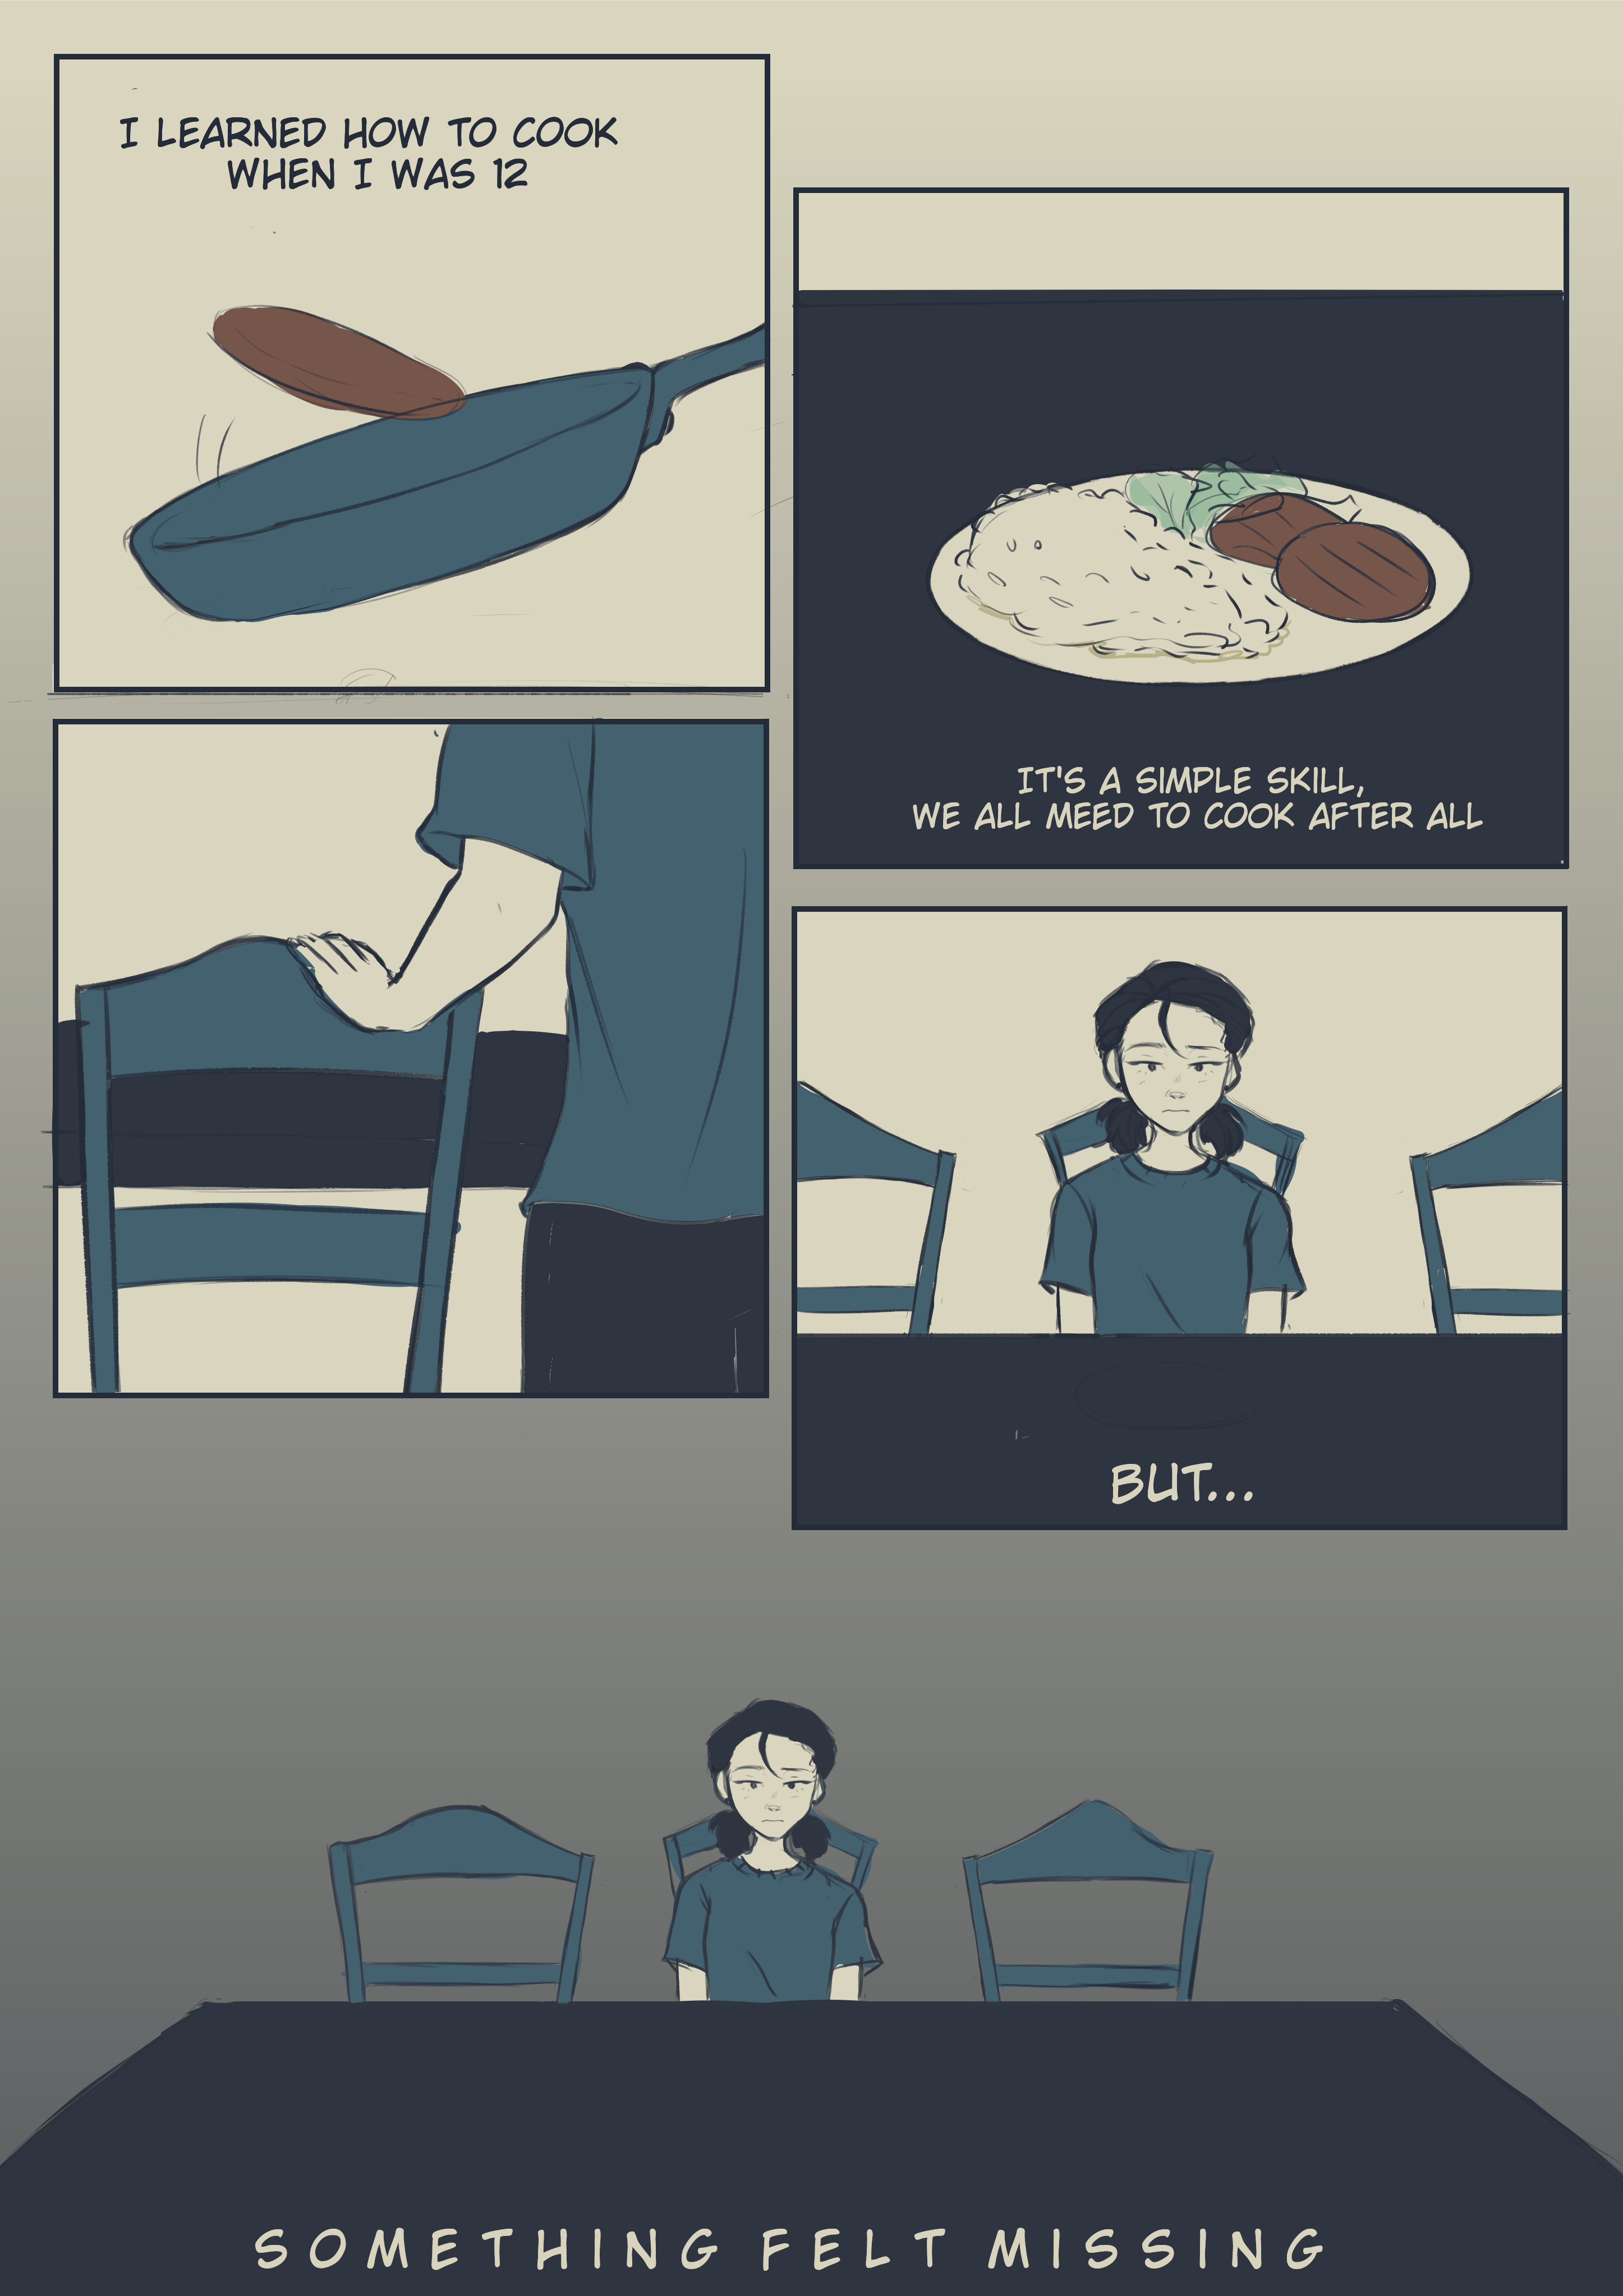 I LEARNED HOW TO COOK
WHEN I WAS 12
IT'S A SIMPLE SKILL,
WE ALL MEED TO COOK AFTER ALL
BUT...
SOMETHING FELT MISSING